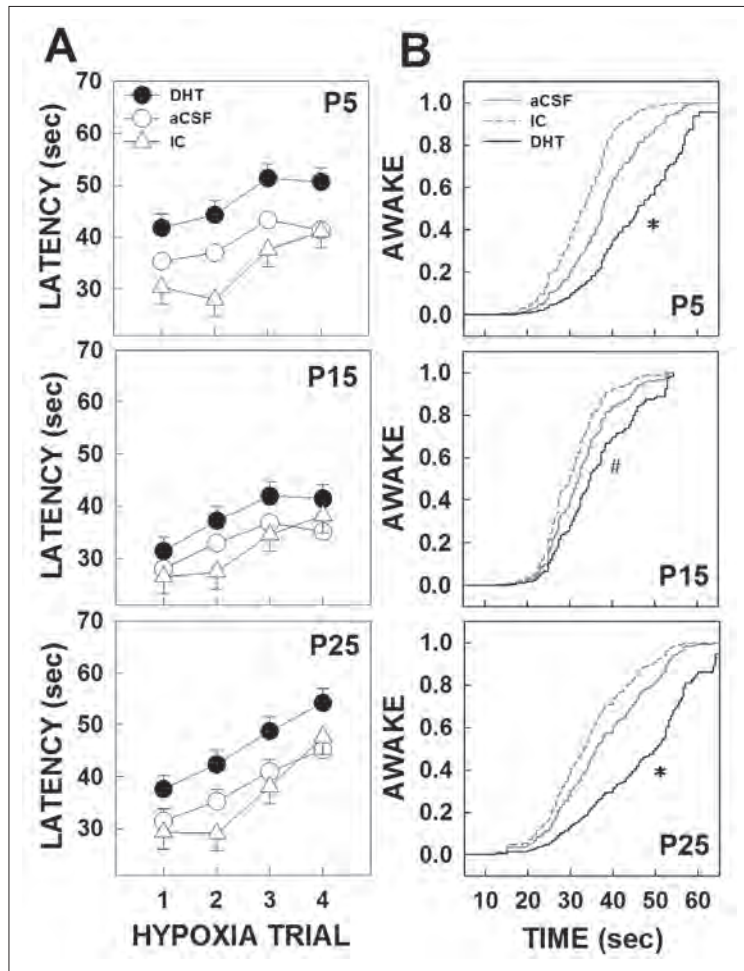 A
B
70
60
50
40
30
LATENCY (sec)
DHT
aCSF
IC
P5
1.0
0.8
0.6
0.4
0.2
0.0
AWAKE
aCSF
IC
DHT
*
P5
70
60
50
40
30
LATENCY (sec)
P15
1.0
0.8
0.6
0.4
0.2
0.0
AWAKE
#
P15
70
60
50
40
30
LATENCY (sec)
P25
1 2 3 4
HYPOXIA TRIAL
1.0
0.8
0.6
0.4
0.2
0.0
AWAKE
*
P25
10 20 30 40 50 60
TIME (sec)